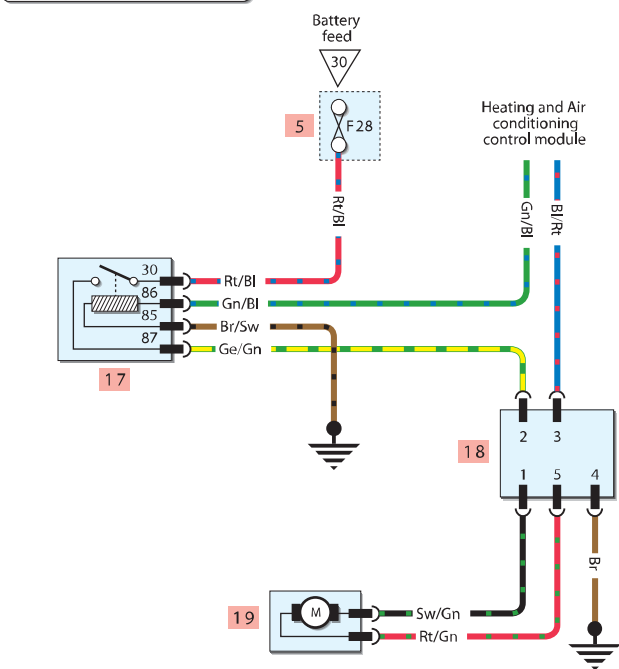 Battery
feed
30
5
F28
Heating and Air
conditioning
control module
Rt/Bl
Gn/Bl
Bl/Rt
30
Rt/Bl
86
Gn/Bl
85
Br/Sw
87
Ge/Gn
17
2 3
18
1 5 4
Br
19
M
Sw/Gn
Rt/Gn